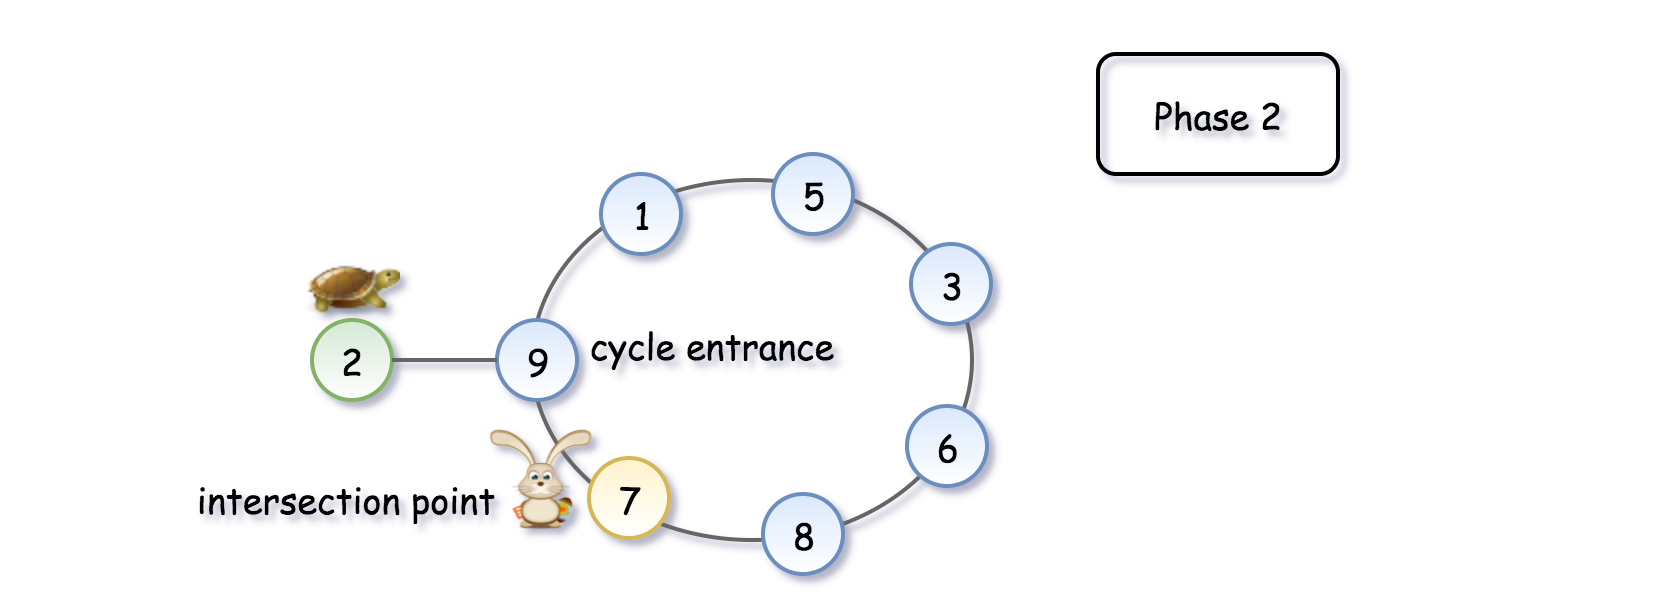 Phase 2
1
5
3
2
9
cycle entrance
6
intersection point
7
8